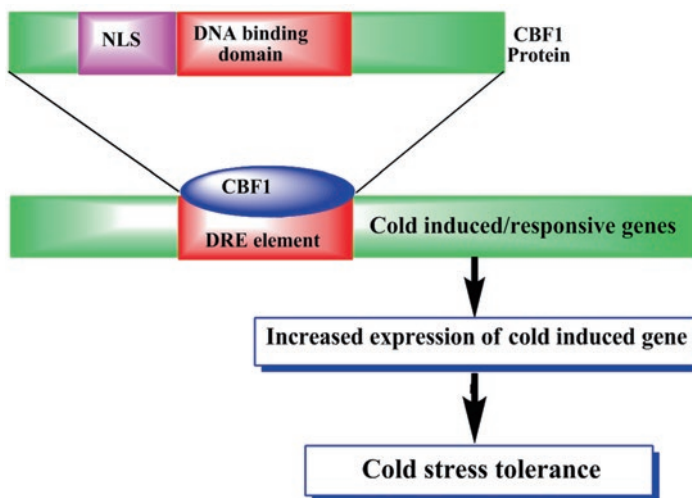 NLS
DNA binding
domain
CBF1
Protein
CBF1
DRE element
Cold induced/responsive genes
Increased expression of cold induced gene
Cold stress tolerance